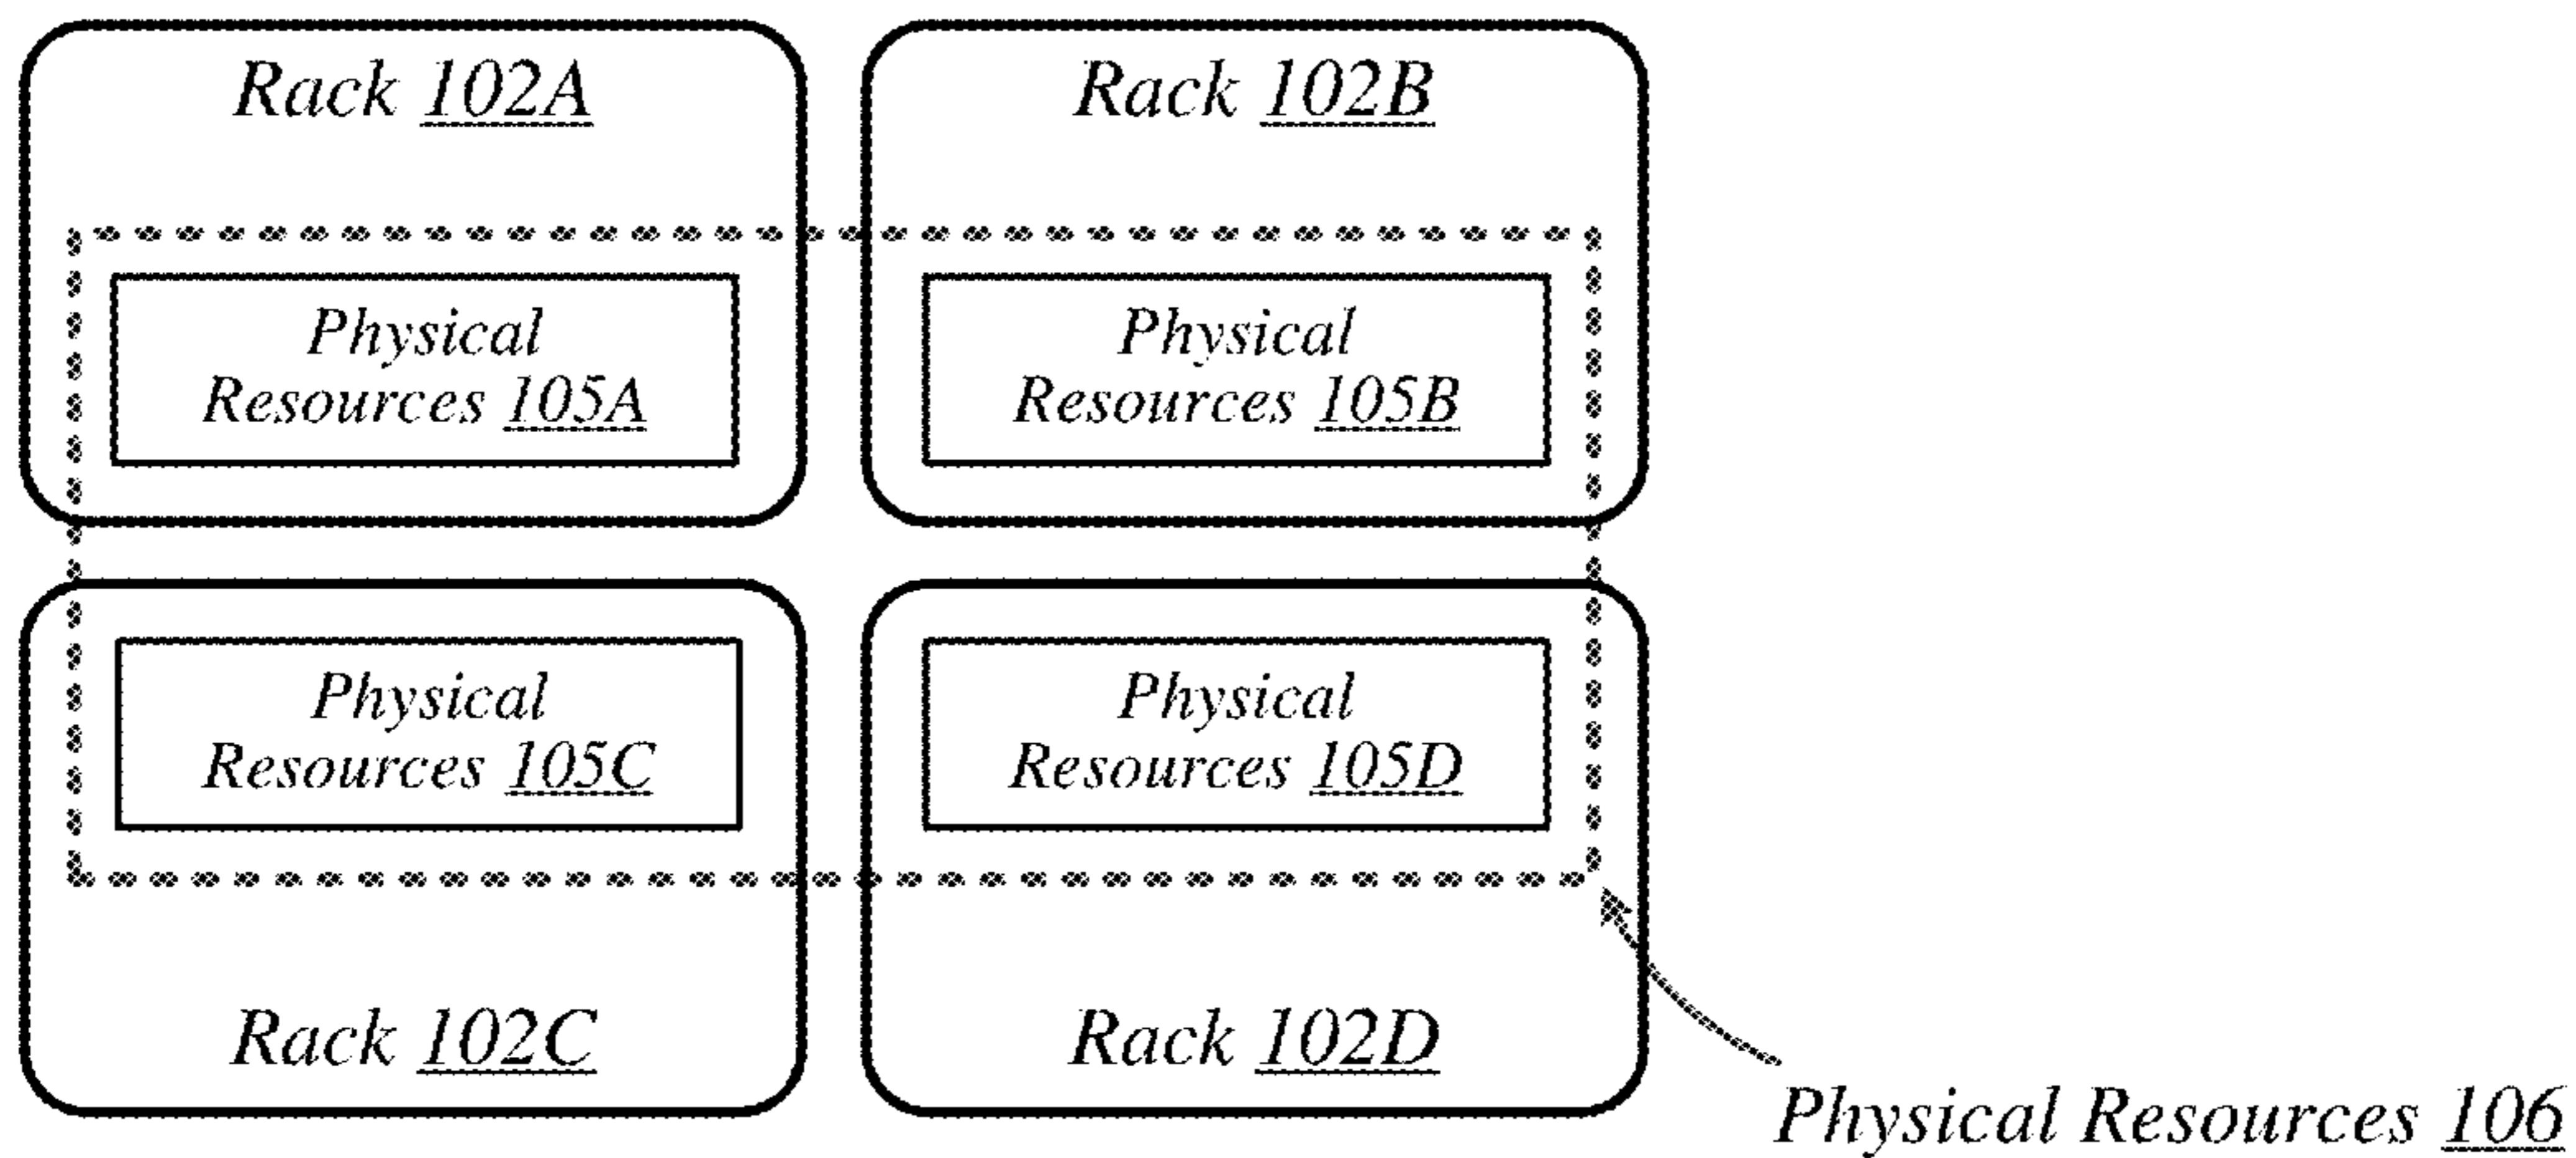 Rack 102A
Rack 102B
Physical
Resources 105A
Physical
Resources 105B
Physical
Resources 105C
Physical
Resources 105D
Rack 102C
Rack 102D
Physical Resources 106